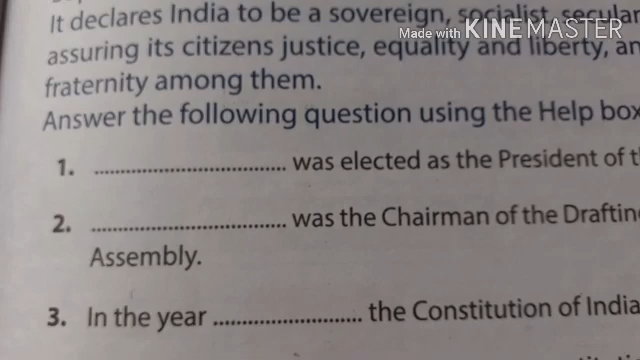 It declares India to be a sovereign, socialist, secular
Made with KINEMASTER
assuring its citizens justice, equality and liberty, an
fraternity among them.
Answer the following question using the Help box
1. ................................ was elected as the President of t
2. ................................ was the Chairman of the Drafting
Assembly.
3. In the year ......................... the Constitution of India